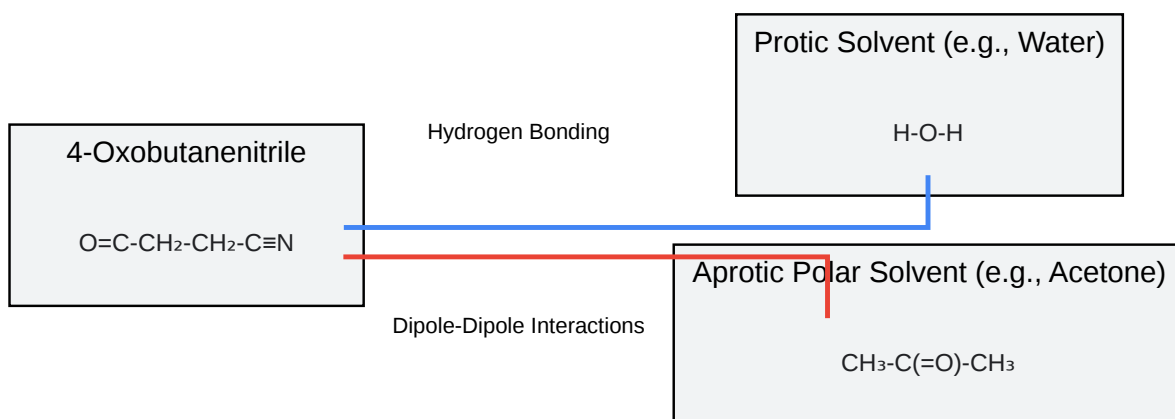 4-Oxobutanenitrile
O=C-CH₂-CH₂-C≡N
Hydrogen Bonding
Dipole-Dipole Interactions
Protic Solvent (e.g., Water)
H-O-H
Aprotic Polar Solvent (e.g., Acetone)
CH₃-C(=O)-CH₃